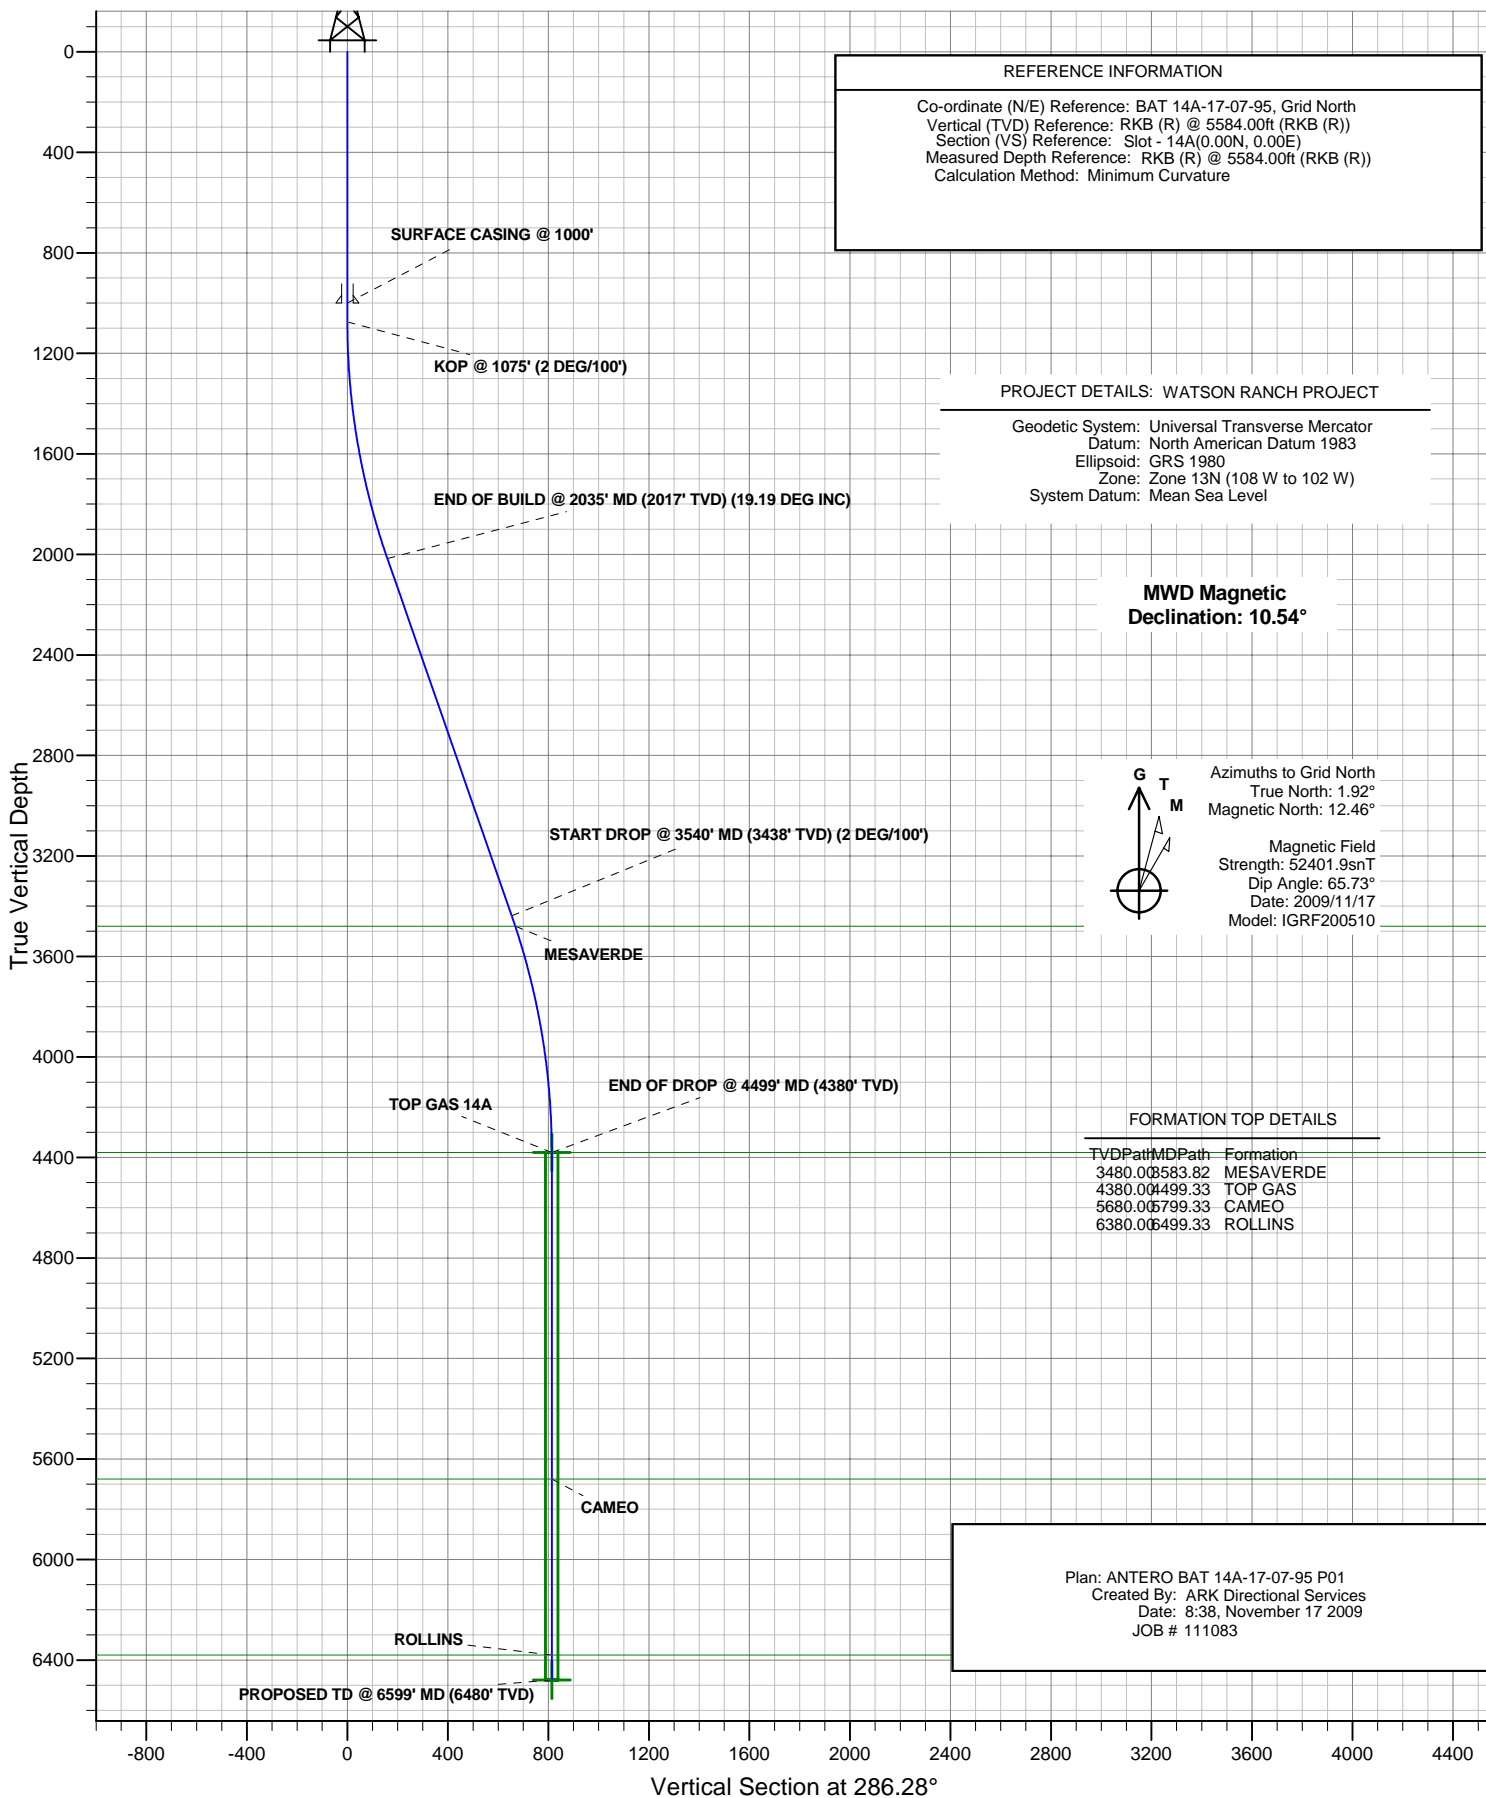 0
400
800
1200
1600
2000
2400
2800
3200
3600
4000
4400
4800
5200
5600
6000
6400
True Vertical Depth
REFERENCE INFORMATION
Co-ordinate (N/E) Reference: BAT 14A-17-07-95, Grid North
Vertical (TVD) Reference: RKB (R) @ 5584.00ft (RKB (R))
Section (VS) Reference: Slot - 14A(0.00N, 0.00E)
Measured Depth Reference: RKB (R) @ 5584.00ft (RKB (R))
Calculation Method: Minimum Curvature
SURFACE CASING @ 1000'
KOP @ 1075' (2 DEG/100')
PROJECT DETAILS: WATSON RANCH PROJECT
Geodetic System: Universal Transverse Mercator
Datum: North American Datum 1983
Ellipsoid: GRS 1980
Zone: Zone 13N (108 W to 102 W)
System Datum: Mean Sea Level
END OF BUILD @ 2035' MD (2017' TVD) (19.19 DEG INC)
MWD Magnetic
Declination: 10.54°
G T M
Azimuths to Grid North
True North: 1.92°
Magnetic North: 12.46°
Magnetic Field
Strength: 52401.9snT
Dip Angle: 65.73°
Date: 2009/11/17
Model: IGRF200510
START DROP @ 3540' MD (3438' TVD) (2 DEG/100')
MESAVERDE
END OF DROP @ 4499' MD (4380' TVD)
TOP GAS 14A
FORMATION TOP DETAILS
TVDPath MDPath Formation
3480.00 3583.82 MESAVERDE
4380.00 4499.33 TOP GAS
5680.00 5799.33 CAMEO
6380.00 6499.33 ROLLINS
CAMEO
Plan: ANTERO BAT 14A-17-07-95 P01
Created By: ARK Directional Services
Date: 8:38, November 17 2009
JOB # 111083
ROLLINS
PROPOSED TD @ 6599' MD (6480' TVD)
-800 -400 0 400 800 1200 1600 2000 2400 2800 3200 3600 4000 4400
Vertical Section at 286.28°